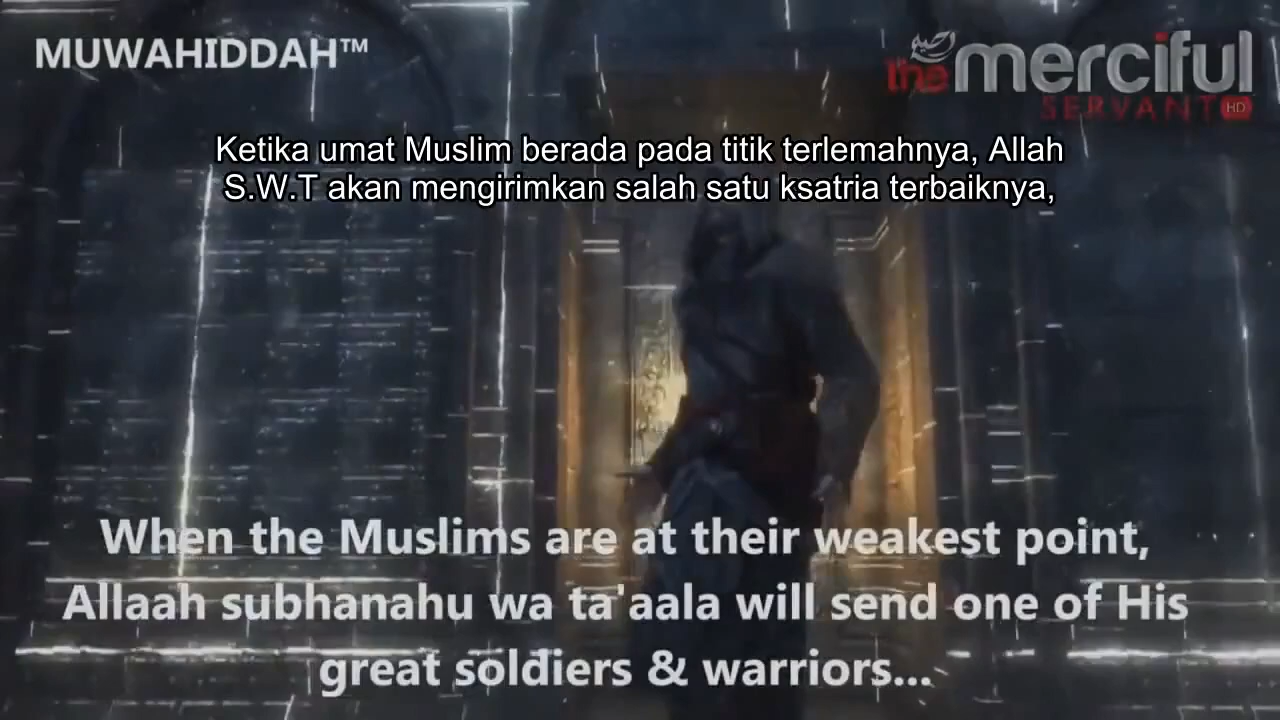 MUWAHIDDAH™
the merciful
SERVANT HD
Ketika umat Muslim berada pada titik terlemahnya, Allah
S.W.T akan mengirimkan salah satu ksatria terbaiknya,
When the Muslims are at their weakest point,
Allaah subhanahu wa ta'aala will send one of His
great soldiers & warriors...